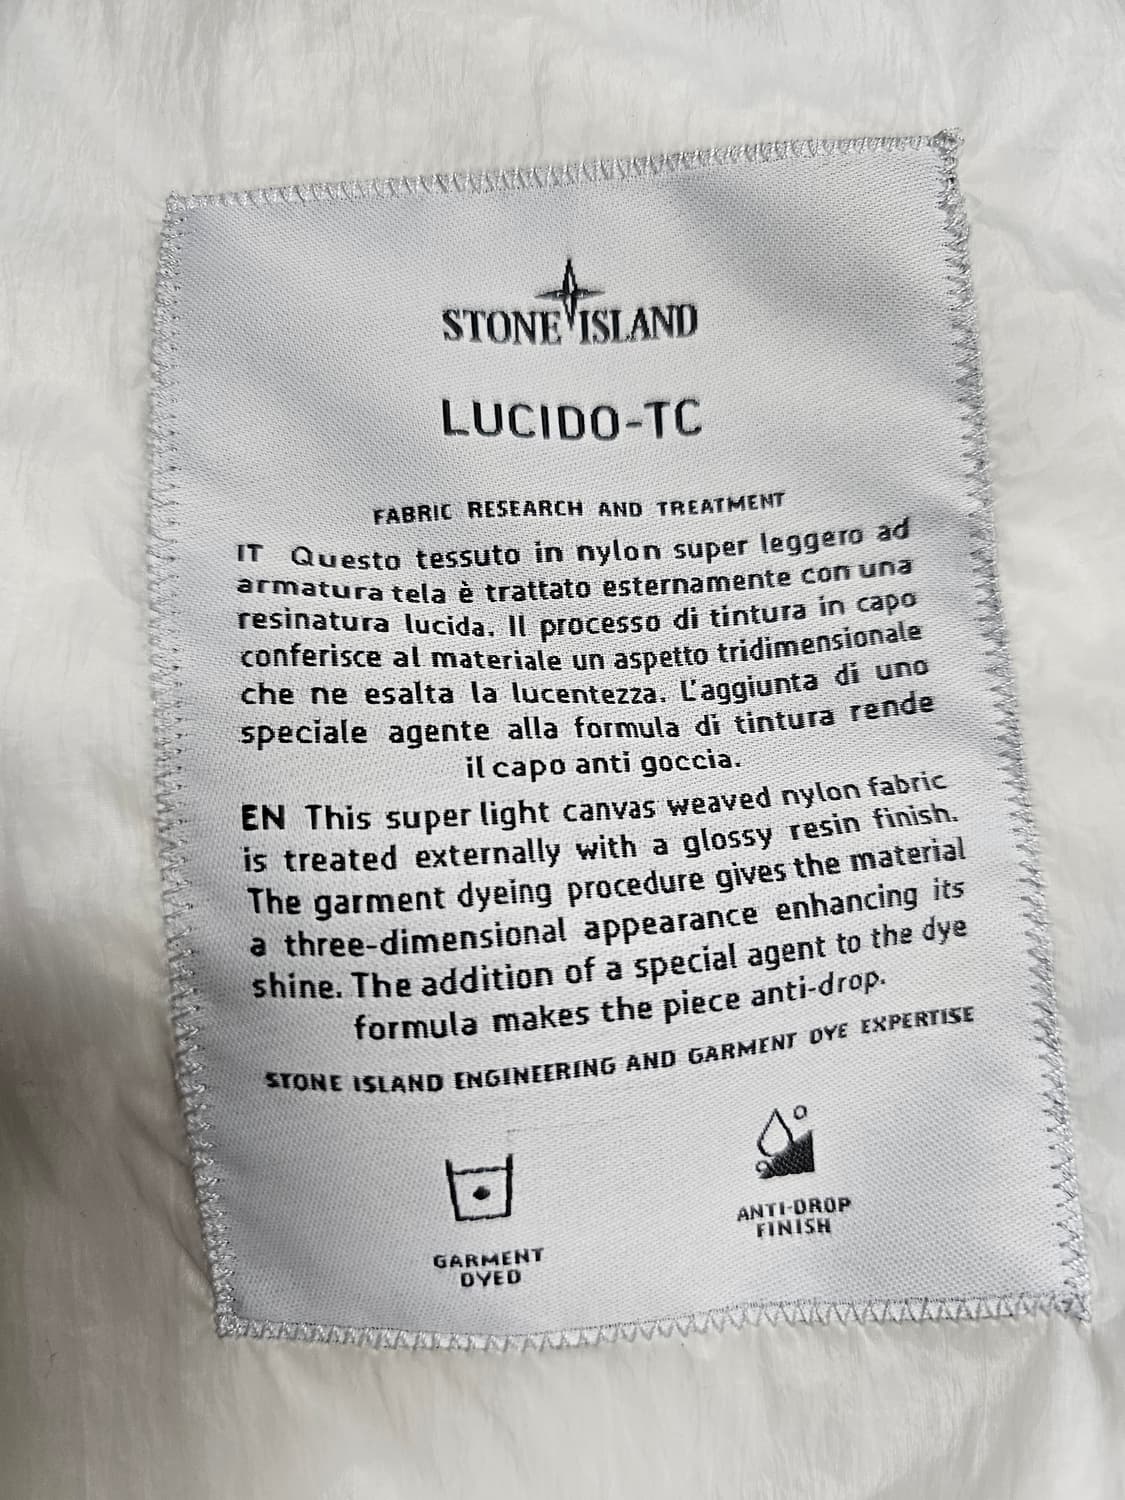 STONE ISLAND
LUCIDO-TC
FABRIC RESEARCH AND TREATMENT
IT Questo tessuto in nylon super leggero ad
armatura tela è trattato esternamente con una
resinatura lucida. Il processo di tintura in capo
conferisce al materiale un aspetto tridimensionale
che ne esalta la lucentezza. L'aggiunta di uno
speciale agente alla formula di tintura rende
il capo anti goccia.
EN This super light canvas weaved nylon fabric
is treated externally with a glossy resin finish.
The garment dyeing procedure gives the material
a three-dimensional appearance enhancing its
shine. The addition of a special agent to the dye
formula makes the piece anti-drop.
STONE ISLAND ENGINEERING AND GARMENT DYE EXPERTISE
GARMENT
DYED
ANTI-DROP
FINISH